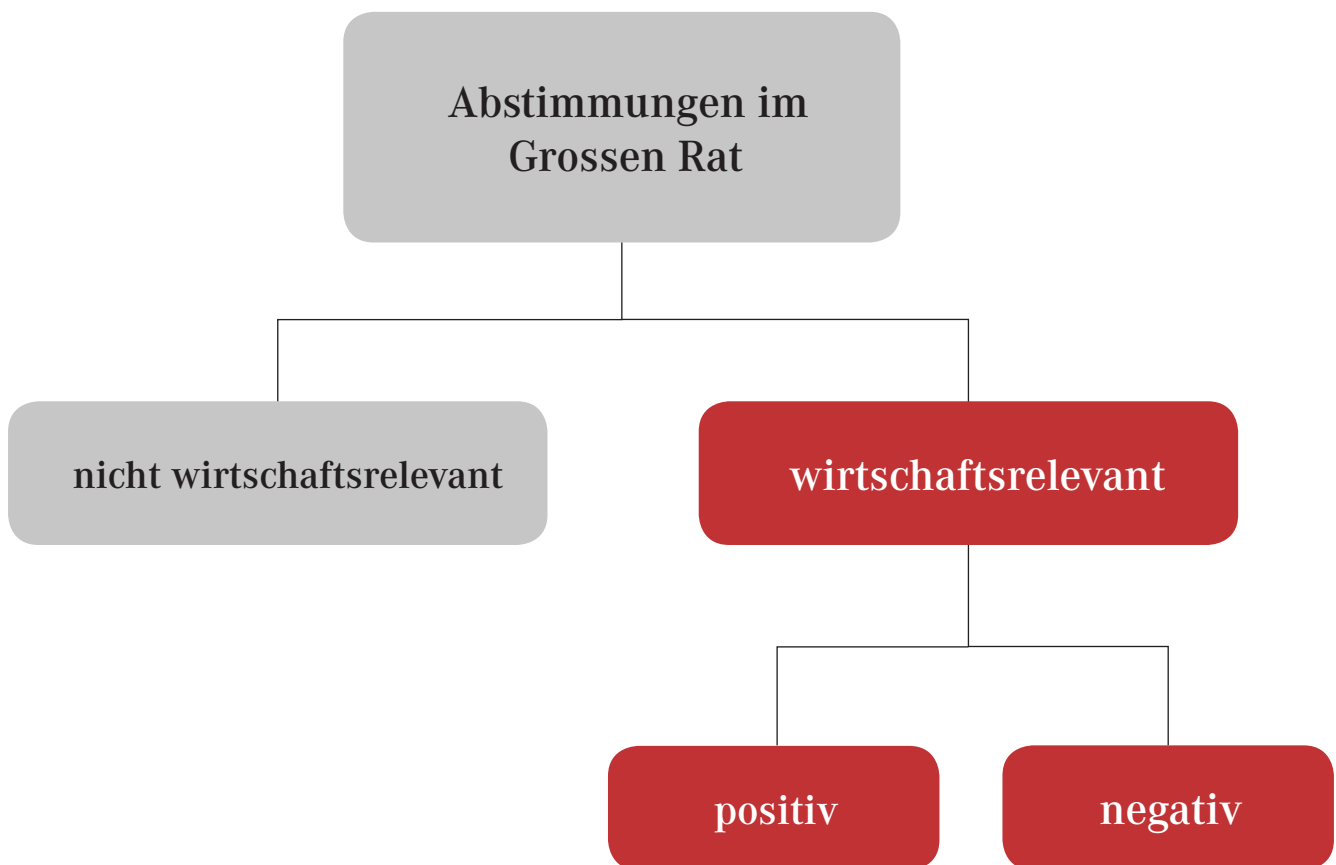 Abstimmungen im
Grossen Rat
nicht wirtschaftsrelevant
wirtschaftsrelevant
positiv
negativ